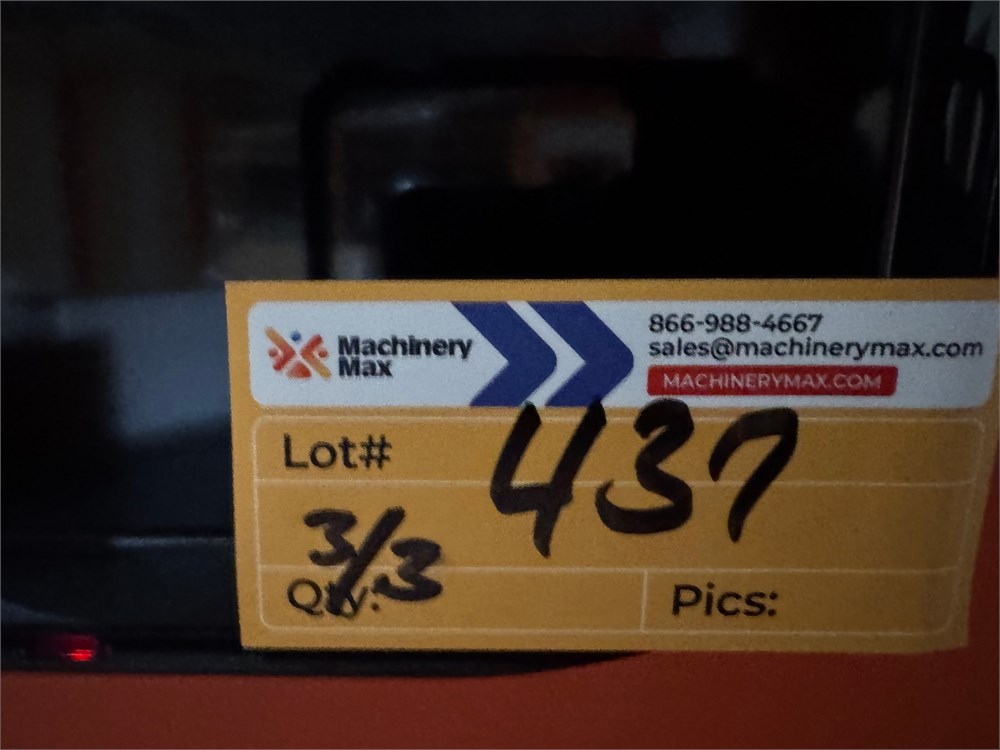 Machinery
Max
866-988-4667
sales@machinerymax.com
MACHINERYMAX.COM
Lot# 437
3/3
Qty:
Pics: